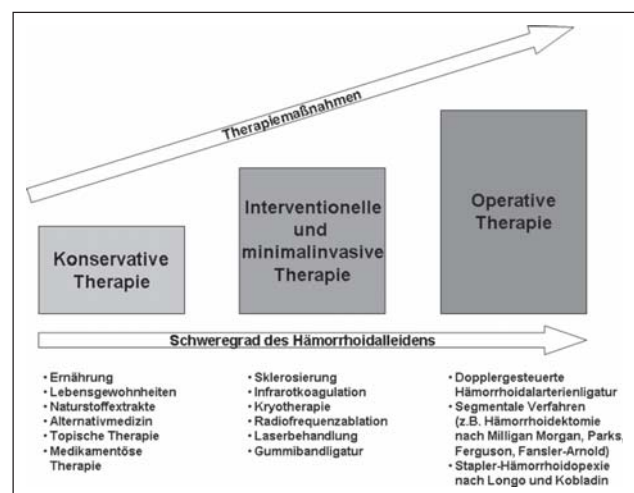 Therapiemaßnahmen
Konservative
Therapie
Interventionelle
und
minimalinvasive
Therapie
Operative
Therapie
Schweregrad des Hämorrhoidalleidens
• Ernährung
• Lebensgewohnheiten
• Naturstoffextrakte
• Alternativmedizin
• Topische Therapie
• Medikamentöse
Therapie
• Sklerosierung
• Infrarotkoagulation
• Kryotherapie
• Radiofrequenzablation
• Laserbehandlung
• Gummibandligatur
• Dopplergesteuerte
Hämorrhoidalarterienligatur
• Segmentale Verfahren
(z.B. Hämorrhoidektomie
nach Milligan Morgan, Parks,
Ferguson, Fansler-Arnold)
• Stapler-Hämorrhoidopexie
nach Longo und Kobladin